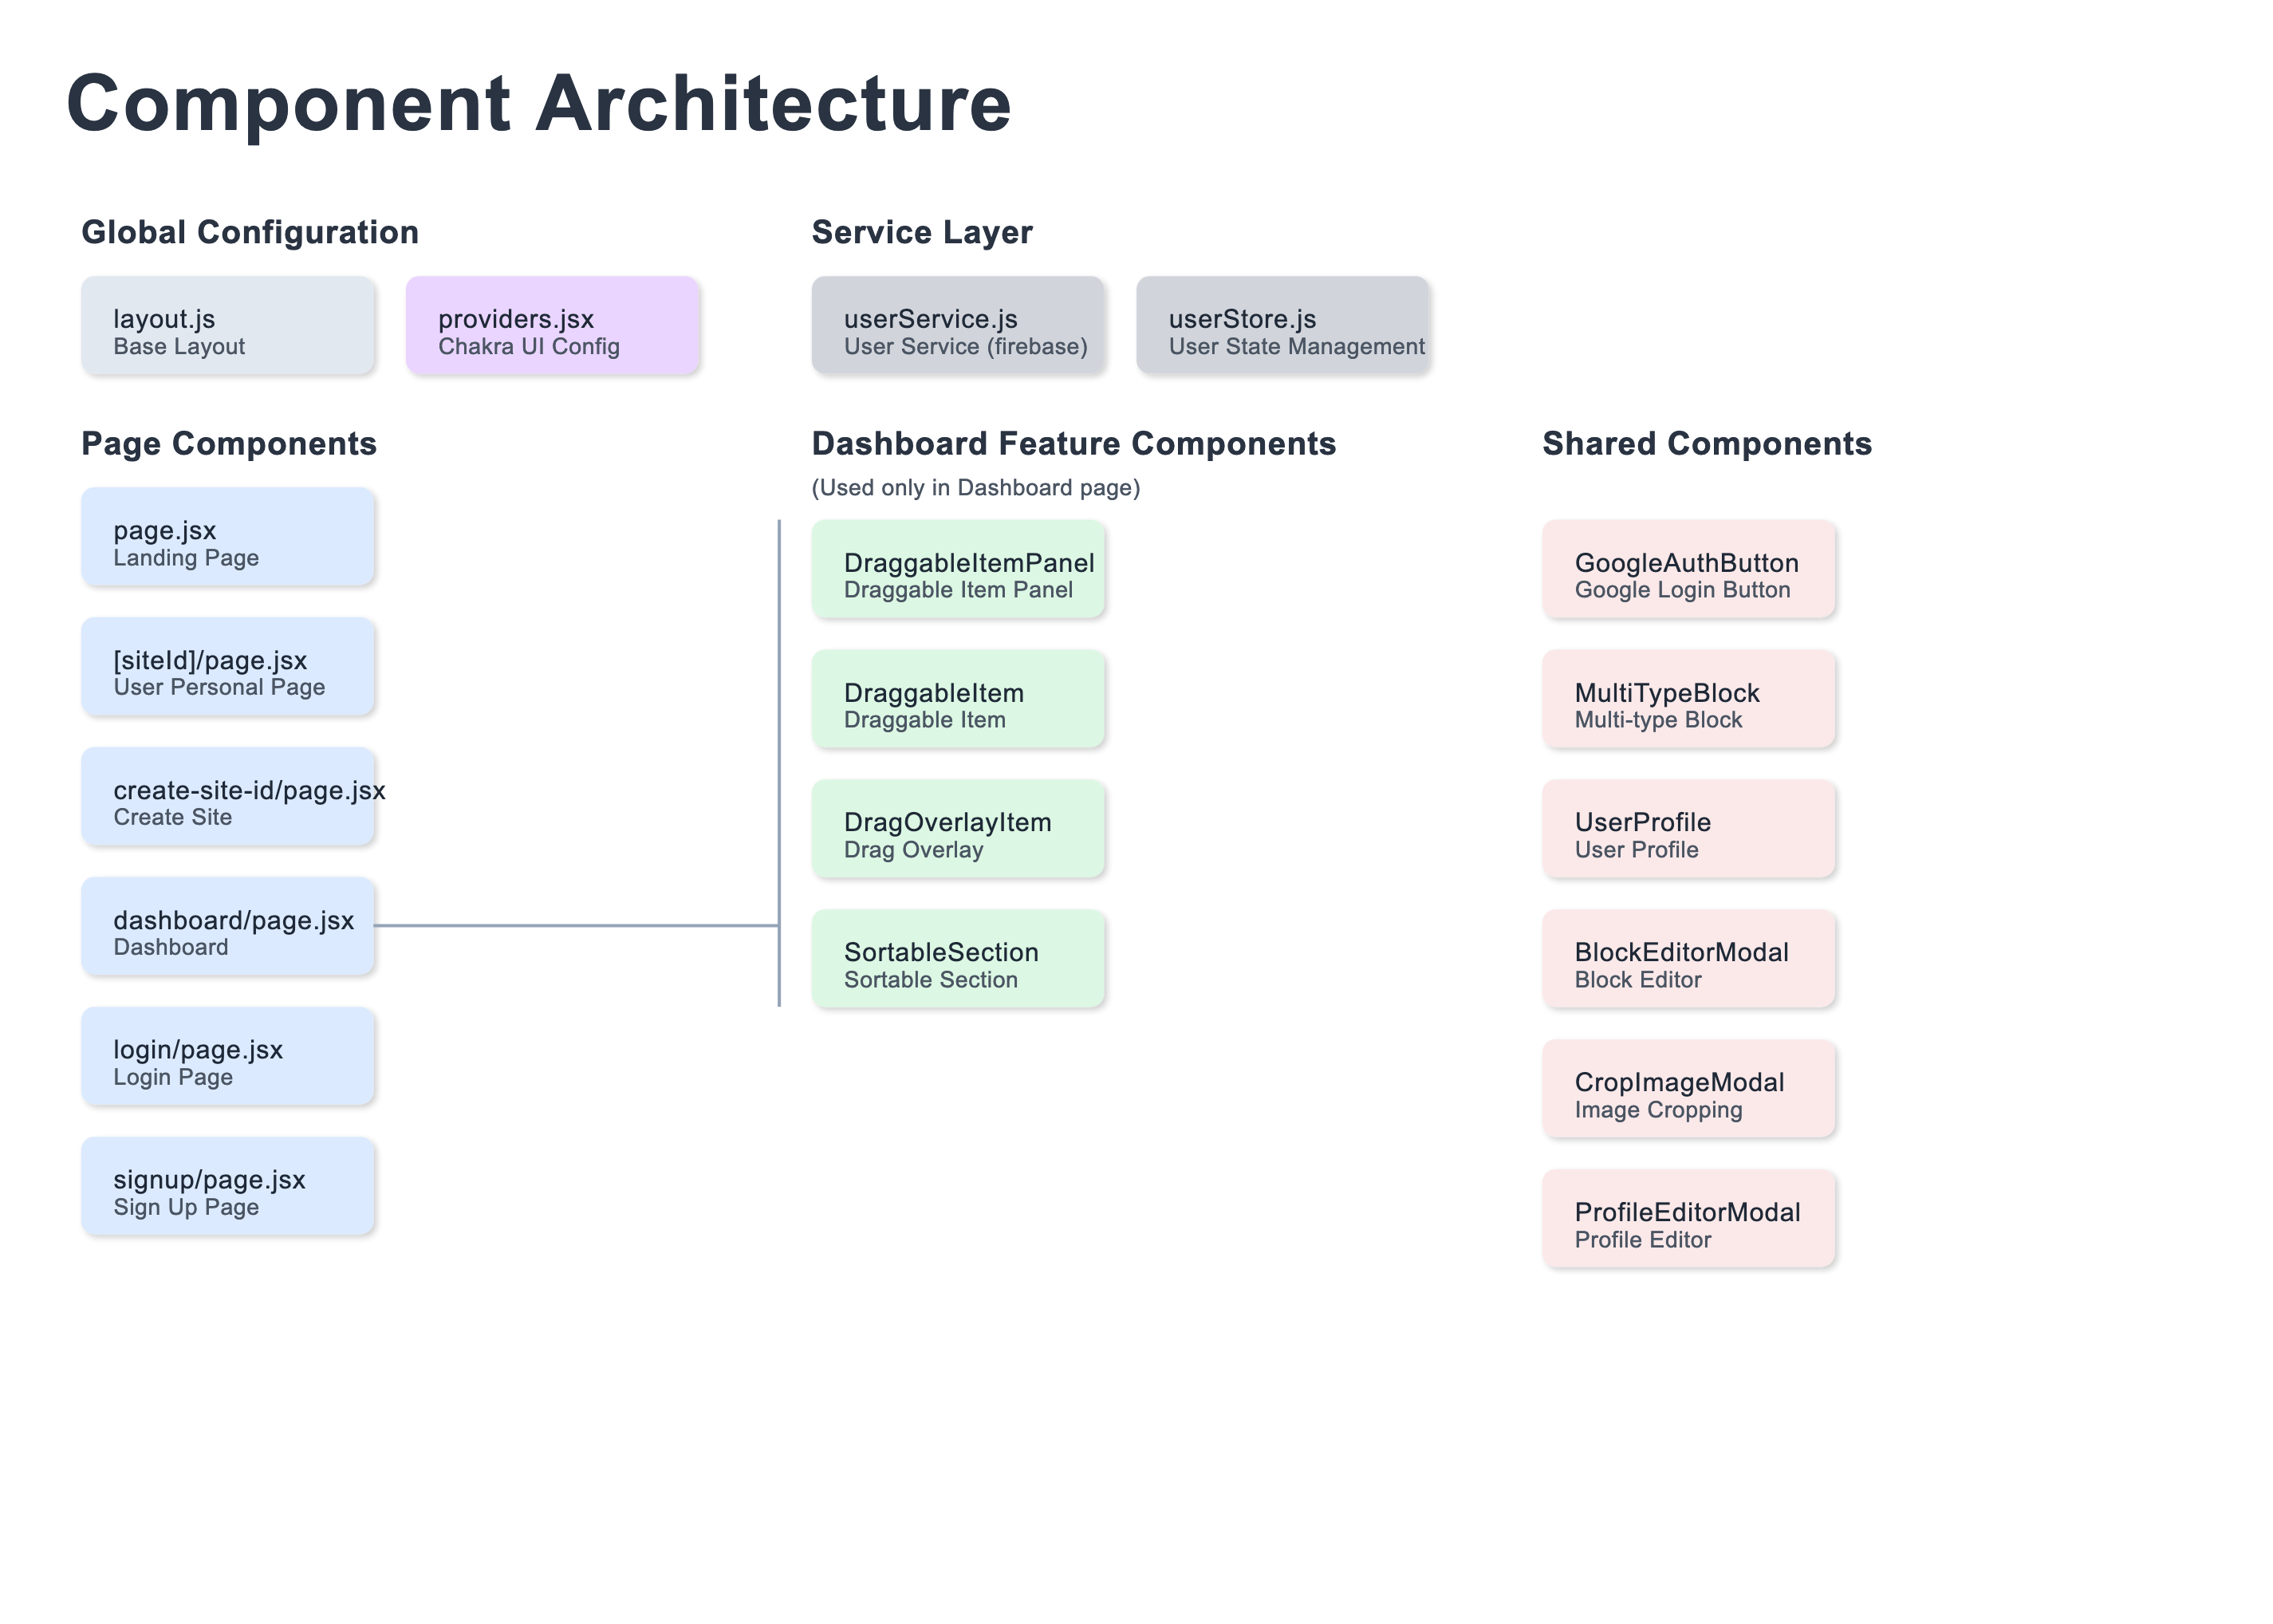 Component Architecture
Global Configuration
layout.js
Base Layout
providers.jsx
Chakra UI Config
Service Layer
userService.js
User Service (firebase)
userStore.js
User State Management
Page Components
page.jsx
Landing Page
[siteId]/page.jsx
User Personal Page
create-site-id/page.jsx
Create Site
dashboard/page.jsx
Dashboard
login/page.jsx
Login Page
signup/page.jsx
Sign Up Page
Dashboard Feature Components
(Used only in Dashboard page)
DraggableItemPanel
Draggable Item Panel
DraggableItem
Draggable Item
DragOverlayItem
Drag Overlay
SortableSection
Sortable Section
Shared Components
GoogleAuthButton
Google Login Button
MultiTypeBlock
Multi-type Block
UserProfile
User Profile
BlockEditorModal
Block Editor
CropImageModal
Image Cropping
ProfileEditorModal
Profile Editor